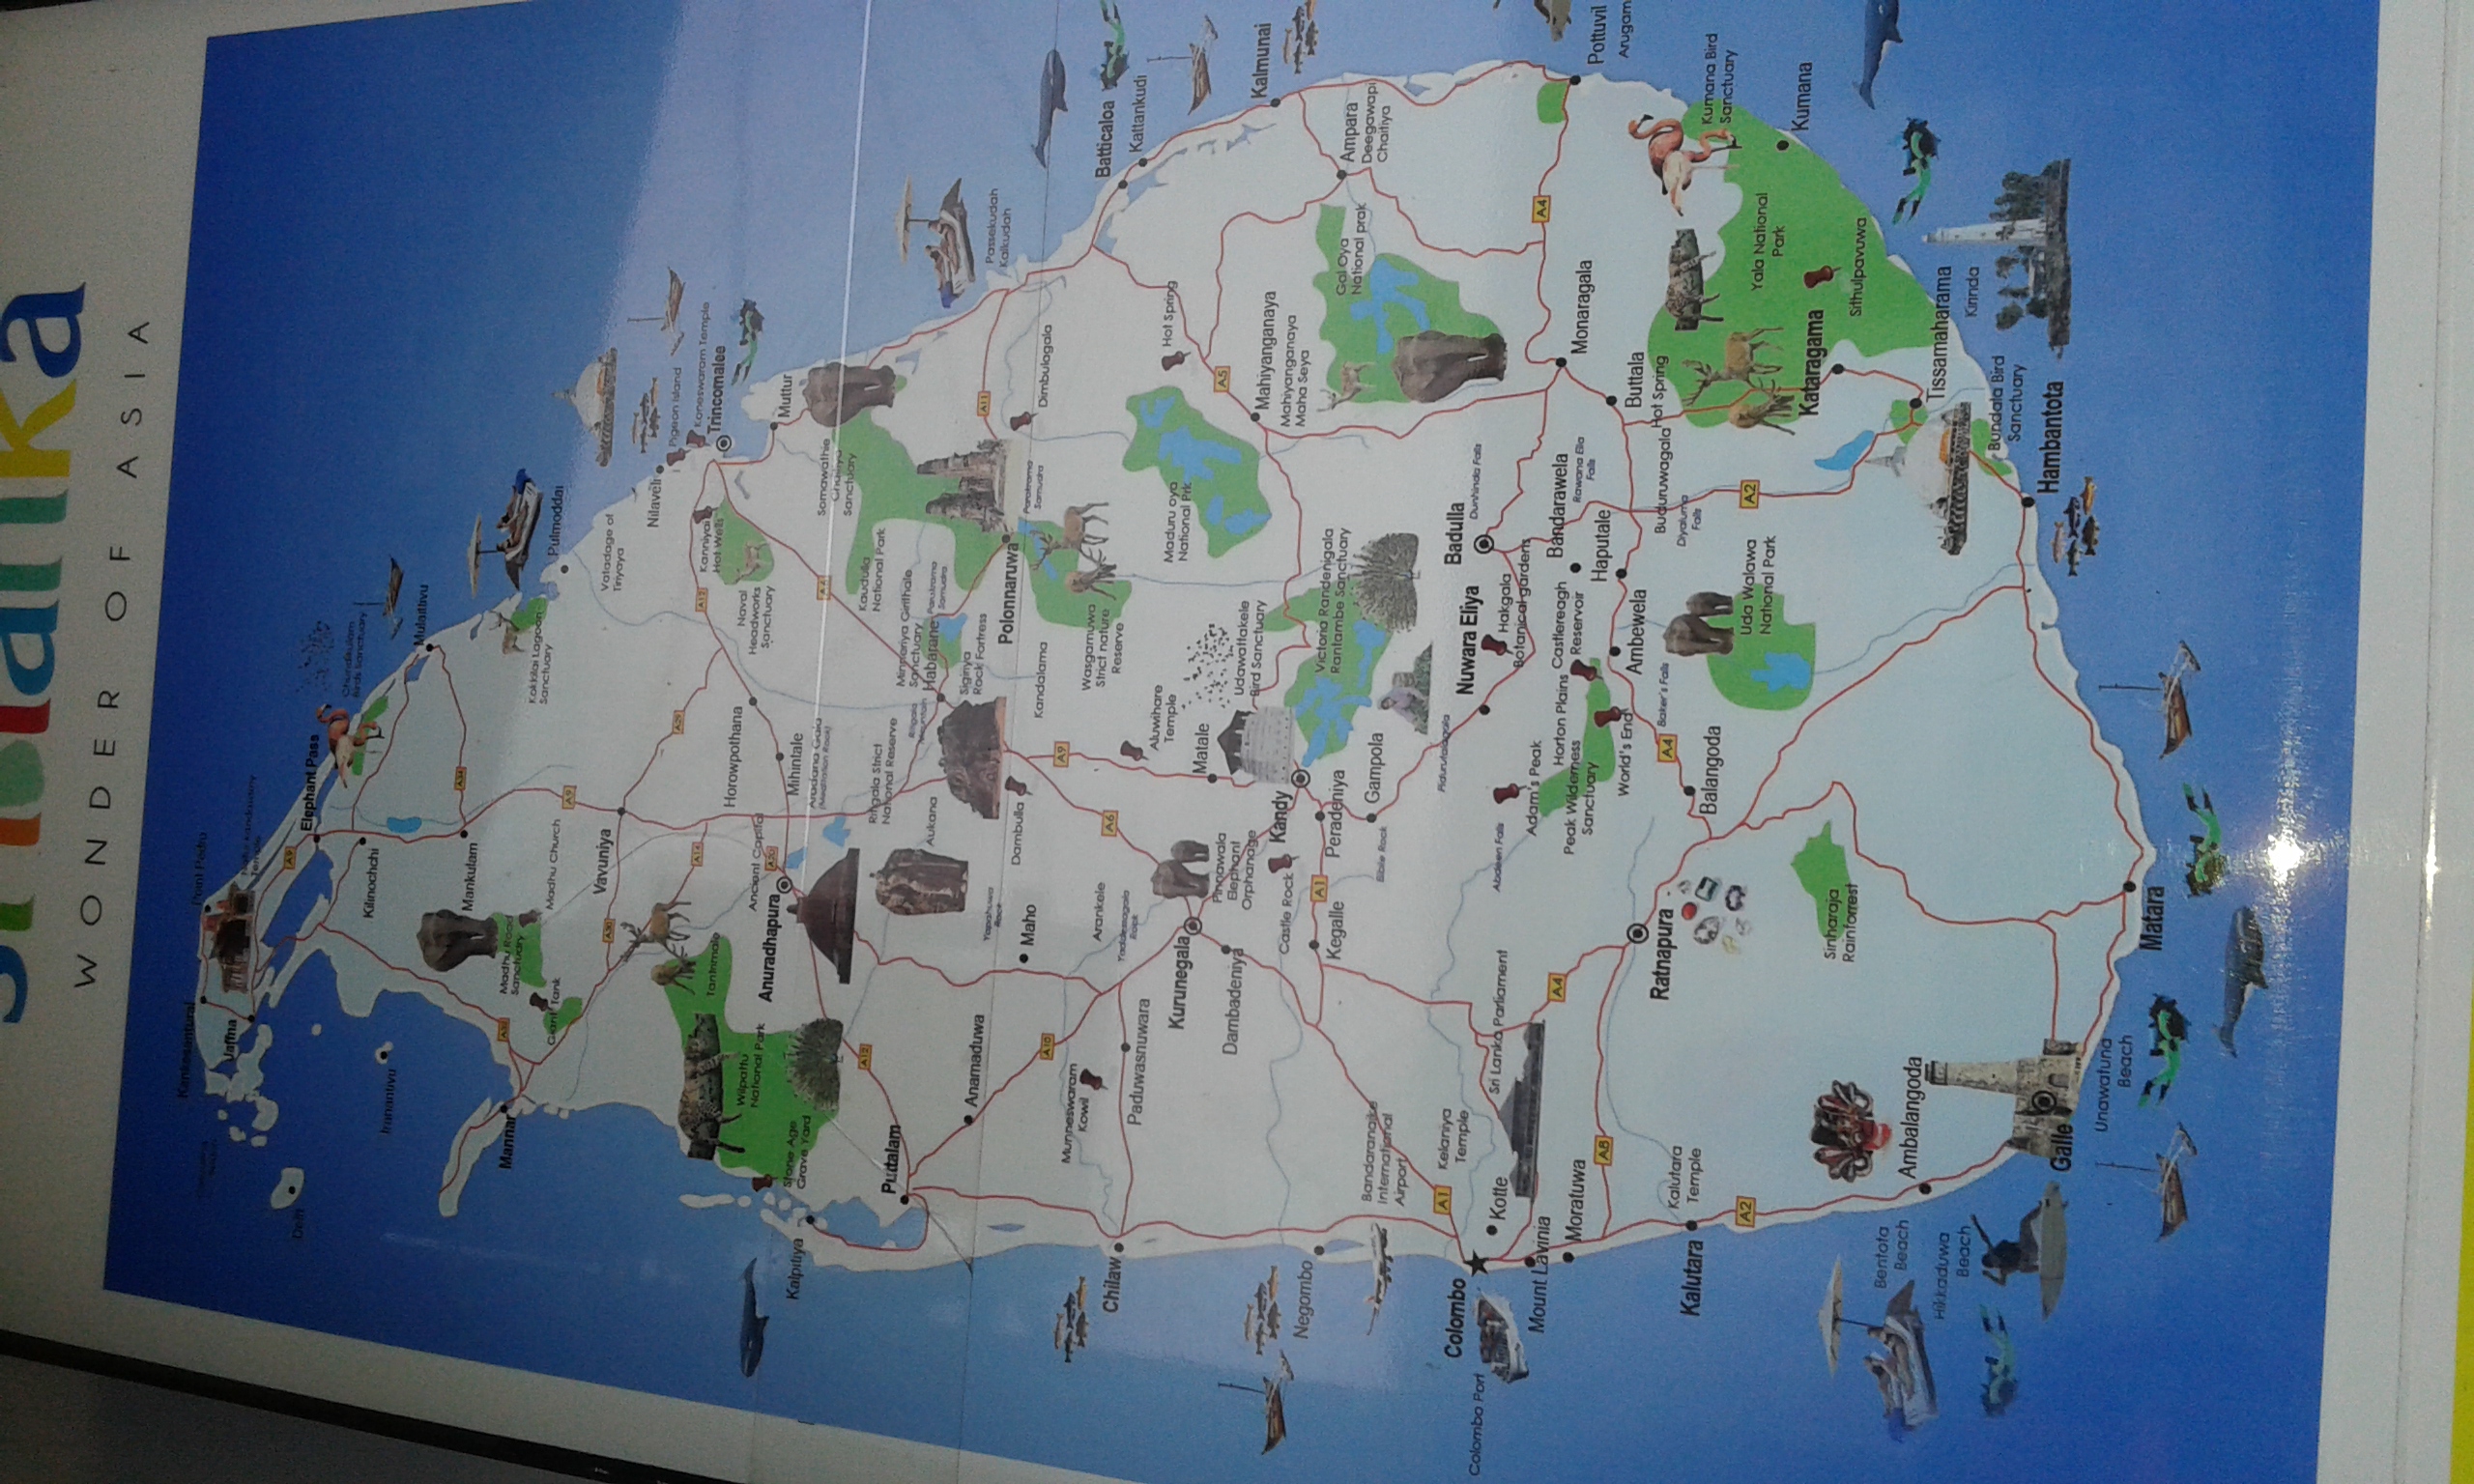 sri lanka
WONDER OF ASIA
Kankesanturai
Point Pedru
Jaffna
Temple
Delft
A9
Elephant Pass
Chundikulam
Birds Sanctuary
Kilinochchi
Iranantivu
Mulaittivu
Mankulam
A34
Mannar
Madhu Road
Sanctuary
Giant Tank
Madhu Church
Kokkilai Lagoon
Sanctuary
Pulmoddai
A9
Vavuniya
A30
Vatadage of
Tiriyaya
Nilaveli
Pigeon Island
Koneswaram Temple
Trincomalee
A29
A14
A12
Kanniyai
Hot Wells
Tantrimale
Wilpattu
National Park
Horowpothana
Naval
Headworks
Sanctuary
Ancient Capital
Anuradhapura
A20
Mihintale
Muttur
Kalpitiya
Stone Age
Grave Yard
Aradana Gala
(Meditation Rock)
A6
Somawathie
Chaitiya
Sanctuary
A12
Kaudulla
National Park
Puttalam
Ritigala Strict
National Reserve
Minneriya Girithale
Sanctuary
Ritigala
Mountain
Habarane
Parakrama
Samudra
Aukana
Sigiriya
Rock Fortress
Anamaduwa
Yapahuwa
Rock
Polonnaruwa
A11
Passekudah
Kalkudah
Maho
Dambulla
Kandalama
Parakrama
Samudra
Dimbulagala
A10
A9
Munneswaram
Kowil
Wasgamuwa
Strict nature
Reserve
Arankele
A6
Chilaw
Paduwasnuwara
Yaddessagala
Rock
Batticaloa
Kattankudi
Aluwihare
Temple
Maduru oya
National Prk
Hot Spring
Kurunegala
Matale
A5
Dambadeniya
Pinnawala
Elephant
Orphanage
Udawattakele
Bird Sanctuary
Mahiyanganaya
Kalmunai
Castle Rock
Kandy
Mahiyanganaya
Maha Seya
Negombo
A1
Kegalle
Peradeniya
Victoria Randenigala
Rantambe Sanctuary
Gal Oya
National prak
Ampara
Deegawapi
Chaitiya
Bandaranaike
International
Airport
Bible Rock
Gampola
A1
Kelaniya
Temple
Pidurutalagala
Colombo
Colombo Port
Nuwara Eliya
Badulla
Dunhinda Falls
Kotte
Sri Lanka Parliament
Abdeen Falls
Hakgala
Botanical gardens
Mount Lavinia
Adam's Peak
A4
Moratuwa
A4
Peak Wilderness
Sanctuary
Horton Plains
Castlereagh
Reservoir
Bandarawela
Rawana Ella
Falls
Monaragala
Pottuvil
Arugam
A8
World's End
Ambewela
Haputale
Buttala
Ratnapura
A4
Baker's Falls
Buduruwagala
Hot Spring
Kalutara
Kalutara
Temple
Balangoda
Diyaluma
Falls
Kumana Bird
Sanctuary
A2
Uda Walawa
National Park
A2
Yala National
Park
Kumana
Kataragama
Sinharaja
Rainforrest
Sithulpavuwa
Bentota
Beach
Ambalangoda
Hikkaduwa
Beach
Tissamaharama
Kirinda
Bundala Bird
Sanctuary
Galle
Hambantota
Unawatuna
Beach
Matara